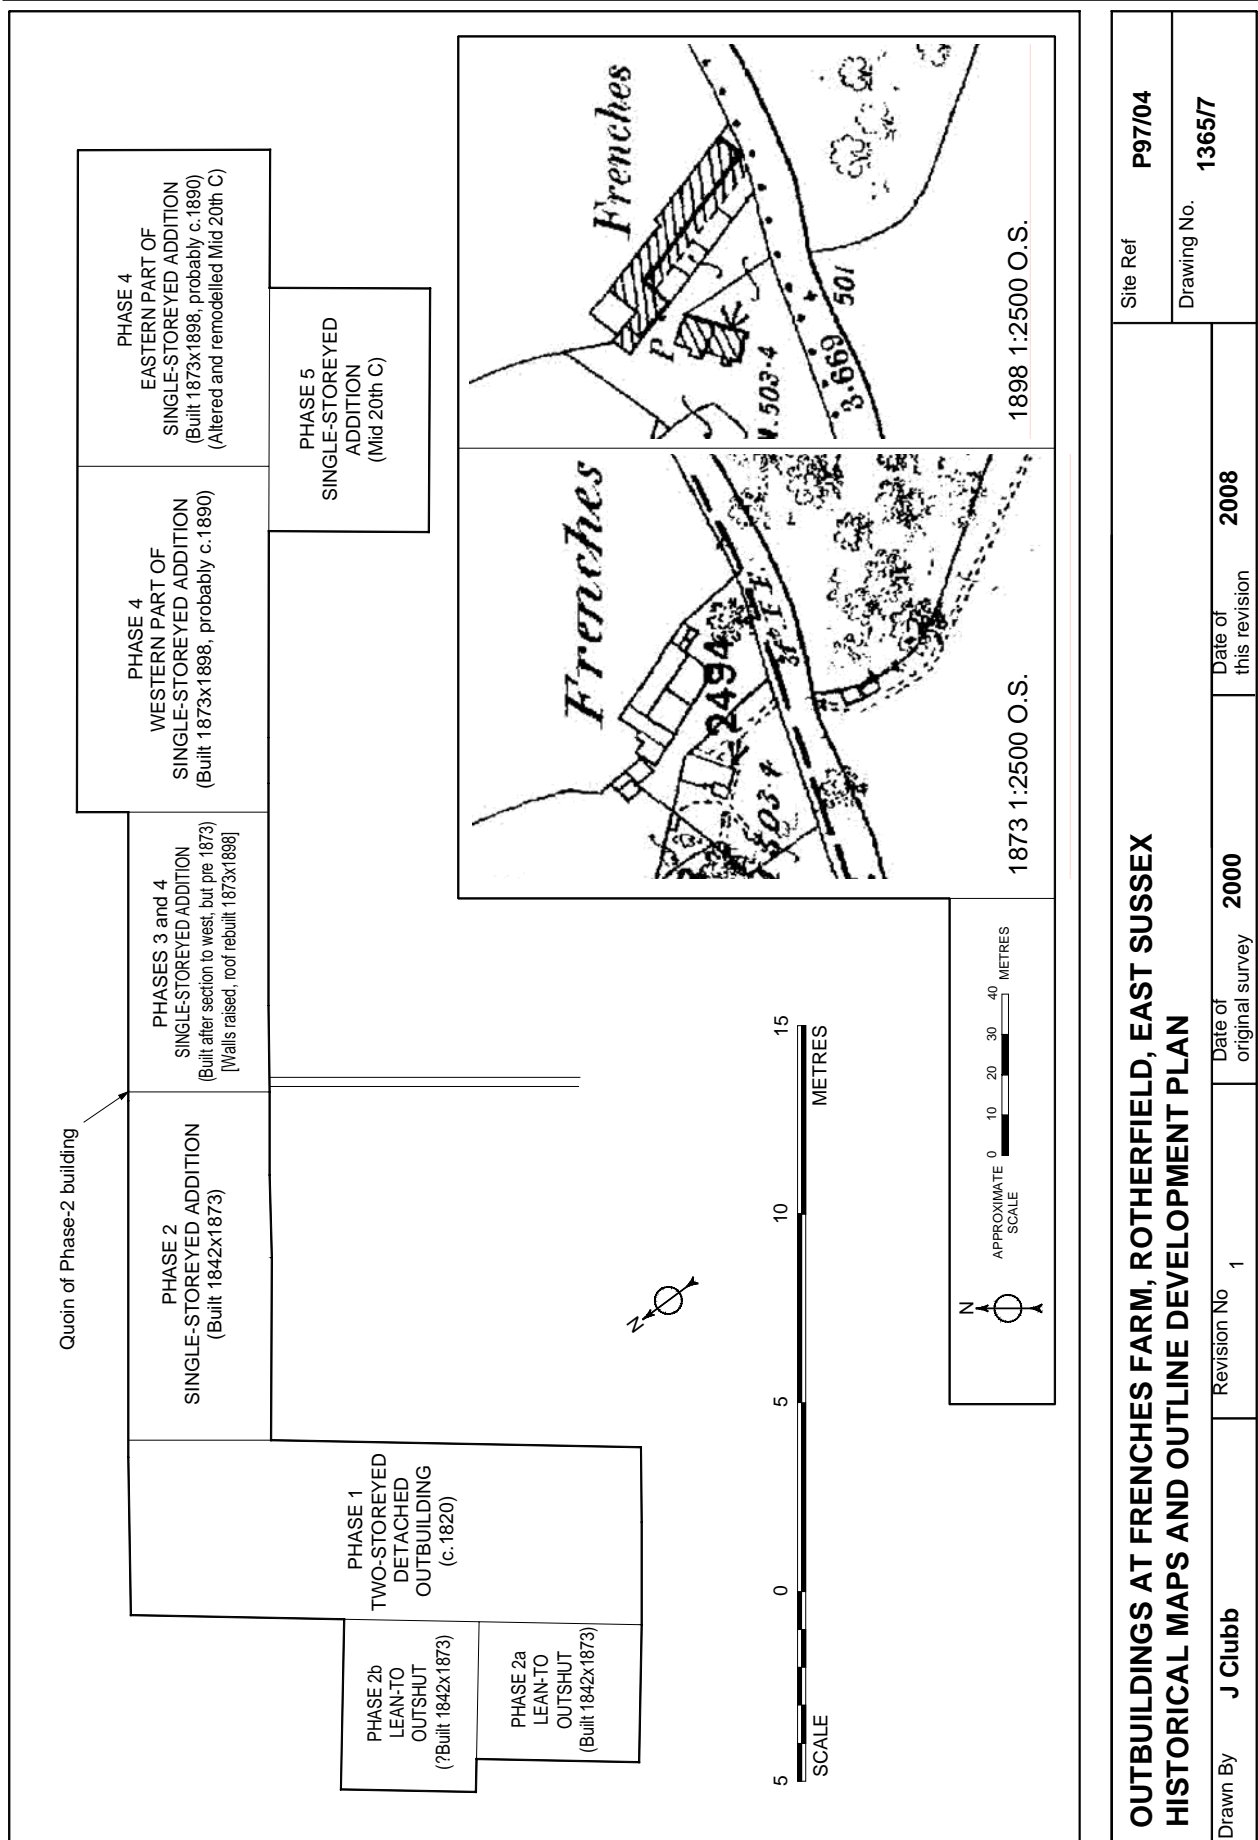 Quoin of Phase-2 building
PHASE 2b
LEAN-TO
OUTSHUT
(?Built 1842x1873)
PHASE 2a
LEAN-TO
OUTSHUT
(Built 1842x1873)
PHASE 1
TWO-STOREYED
DETACHED
OUTBUILDING
(c.1820)
PHASE 2
SINGLE-STOREYED ADDITION
(Built 1842x1873)
PHASES 3 and 4
SINGLE-STOREYED ADDITION
(Built after section to west, but pre 1873)
[Walls raised, roof rebuilt 1873x1898]
PHASE 4
WESTERN PART OF
SINGLE-STOREYED ADDITION
(Built 1873x1898, probably c.1890)
PHASE 4
EASTERN PART OF
SINGLE-STOREYED ADDITION
(Built 1873x1898, probably c.1890)
(Altered and remodelled Mid 20th C)
PHASE 5
SINGLE-STOREYED
ADDITION
(Mid 20th C)
N
5 0 5 10 15
SCALE METRES
Frenches
2494
503·4
1873 1:2500 O.S.
Frenches
P
503·4
3·669
501
1898 1:2500 O.S.
N
APPROXIMATE
SCALE
0 10 20 30 40
METRES
OUTBUILDINGS AT FRENCHES FARM, ROTHERFIELD, EAST SUSSEX
HISTORICAL MAPS AND OUTLINE DEVELOPMENT PLAN
Site Ref P97/04
Drawing No. 1365/7
Drawn By J Clubb
Revision No 1
Date of
original survey 2000
Date of
this revision 2008